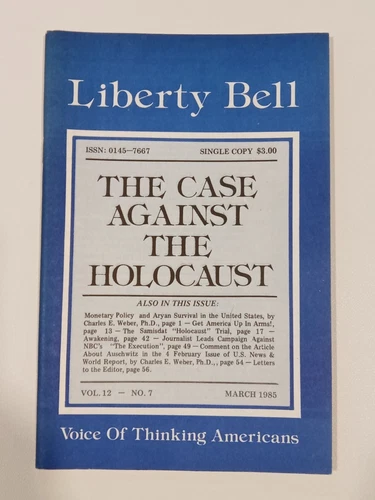 Liberty Bell
ISSN: 0145—7667 SINGLE COPY $3.00
THE CASE
AGAINST
THE
HOLOCAUST
ALSO IN THIS ISSUE:
Monetary Policy and Aryan Survival in the United States, by
Charles E. Weber, Ph.D., page 1 — Get America Up In Arms!,
page 13 — The Samisdat "Holocaust" Trial, page 17 —
Awakening, page 42 — Journalist Leads Campaign Against
NBC's "The Execution", page 49 — Comment on the Article
About Auschwitz in the 4 February Issue of U.S. News &
World Report, by Charles E. Weber, Ph.D., page 54 — Letters
to the Editor, page 56.
VOL. 12 — NO. 7 MARCH 1985
Voice Of Thinking Americans